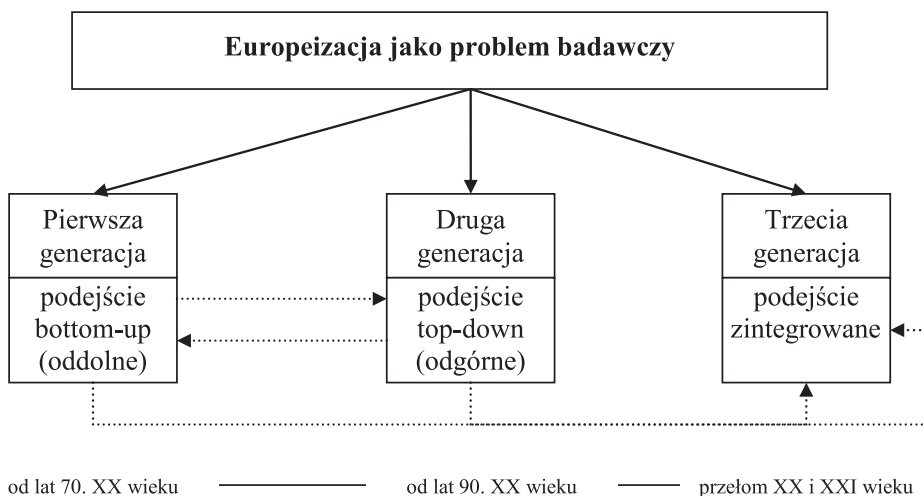 Europeizacja jako problem badawczy
Pierwsza
generacja
podejście
bottom-up
(oddolne)
Druga
generacja
podejście
top-down
(odgórne)
Trzecia
generacja
podejście
zintegrowane
od lat 70. XX wieku
od lat 90. XX wieku
przełom XX i XXI wieku